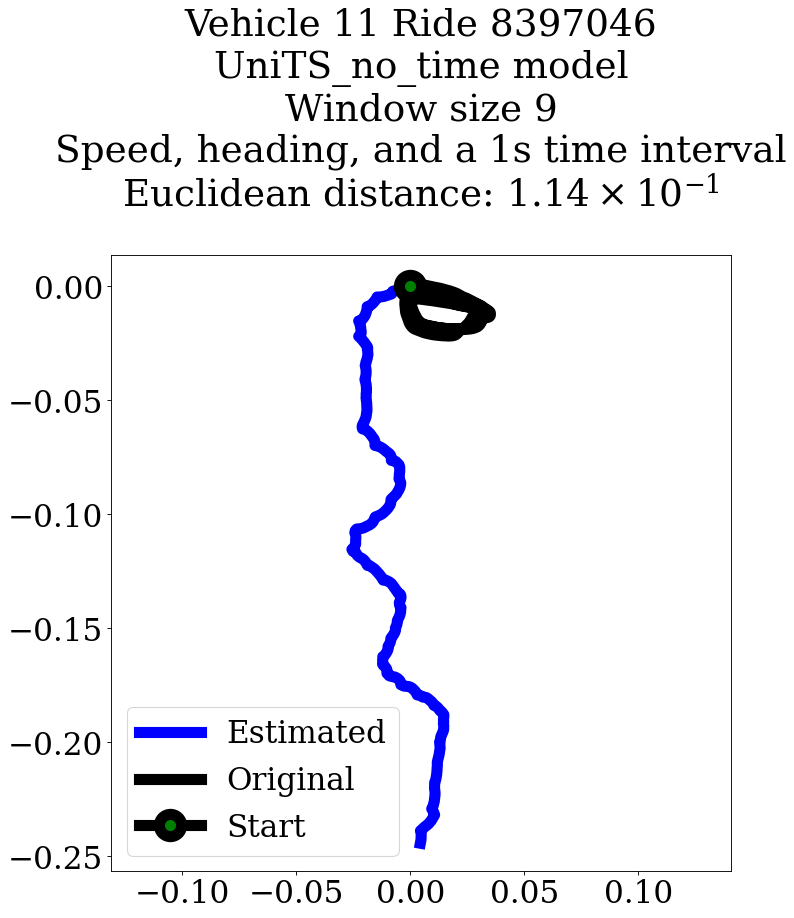 Vehicle 11 Ride 8397046
UniTS_no_time model
Window size 9
Speed, heading, and a 1s time interval
Euclidean distance: 1.14 × 10⁻¹
0.00
−0.05
−0.10
−0.15
−0.20
−0.25
Estimated
Original
Start
−0.10 −0.05 0.00 0.05 0.10